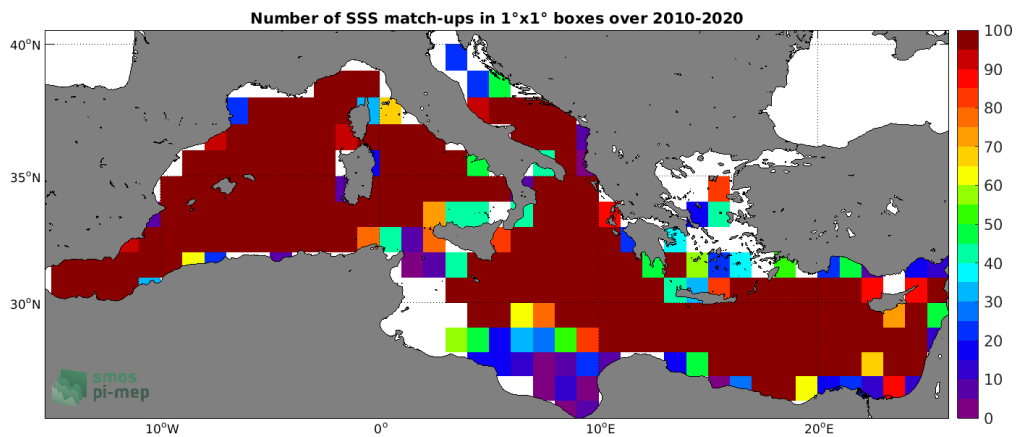 Number of SSS match-ups in 1°x1° boxes over 2010-2020
40°N
35°N
30°N
10°W
0°
10°E
20°E
100
90
80
70
60
50
40
30
20
10
0
smos
pi-mep